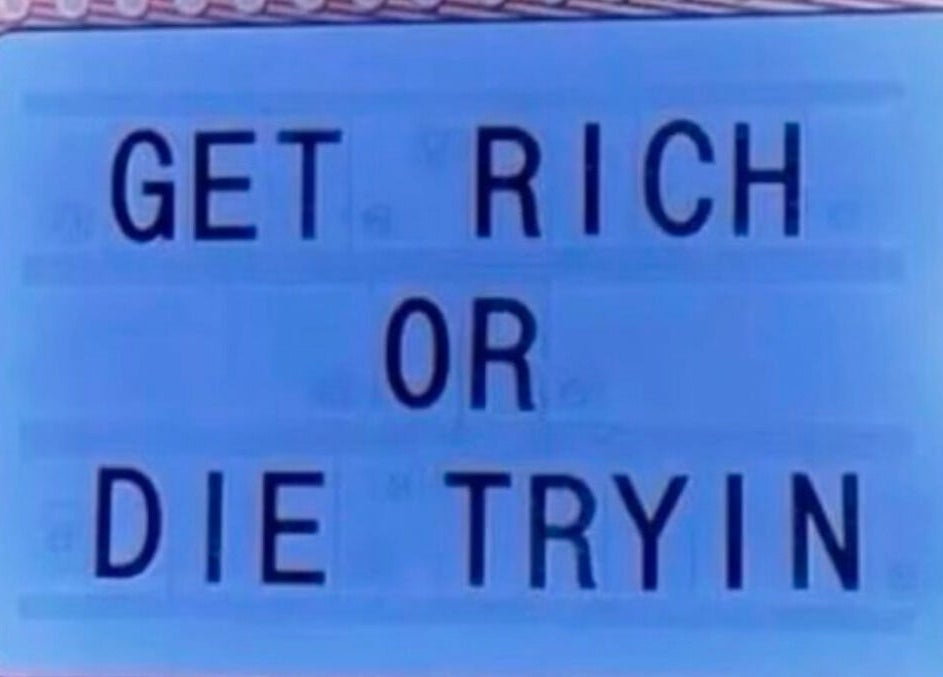 GET RICH
OR
DIE TRYIN